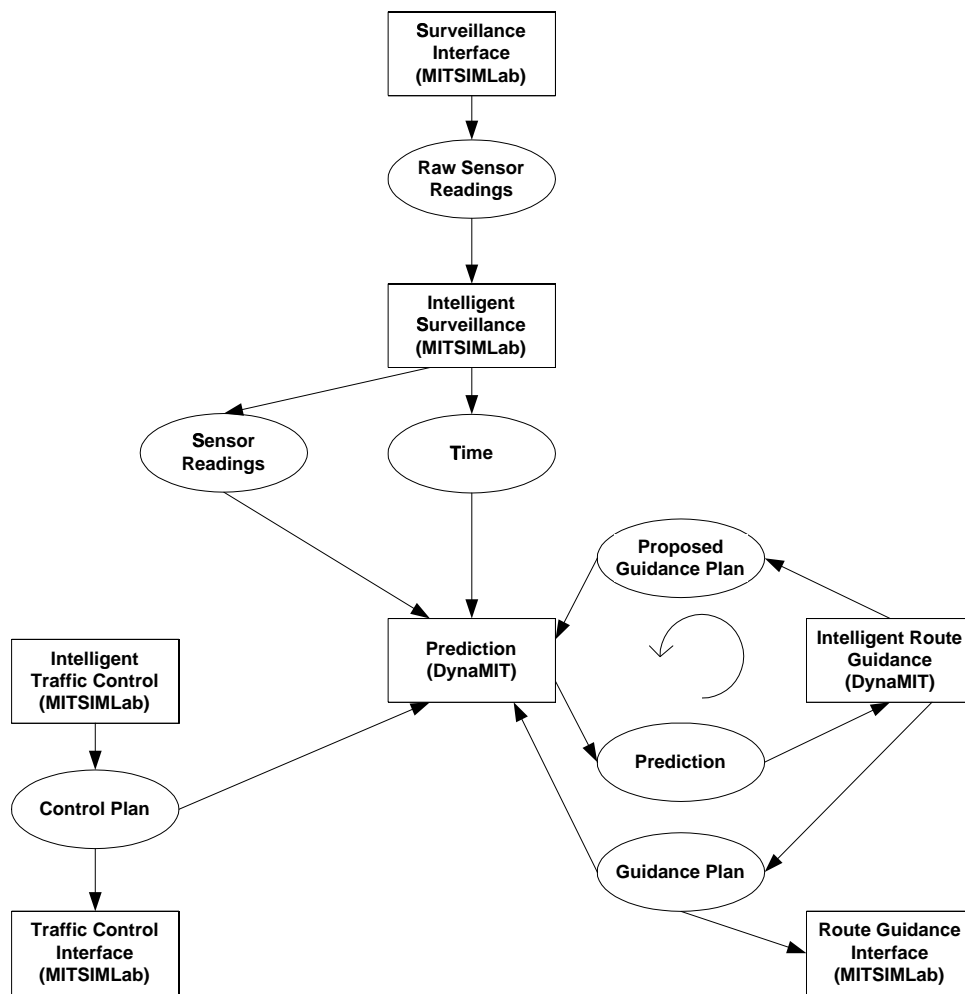 Surveillance
Interface
(MITSIMLab)
Raw Sensor
Readings
Intelligent
Surveillance
(MITSIMLab)
Sensor
Readings
Time
Proposed
Guidance Plan
Prediction
(DynaMIT)
Intelligent Route
Guidance
(DynaMIT)
Intelligent
Traffic Control
(MITSIMLab)
Prediction
Control Plan
Guidance Plan
Traffic Control
Interface
(MITSIMLab)
Route Guidance
Interface
(MITSIMLab)